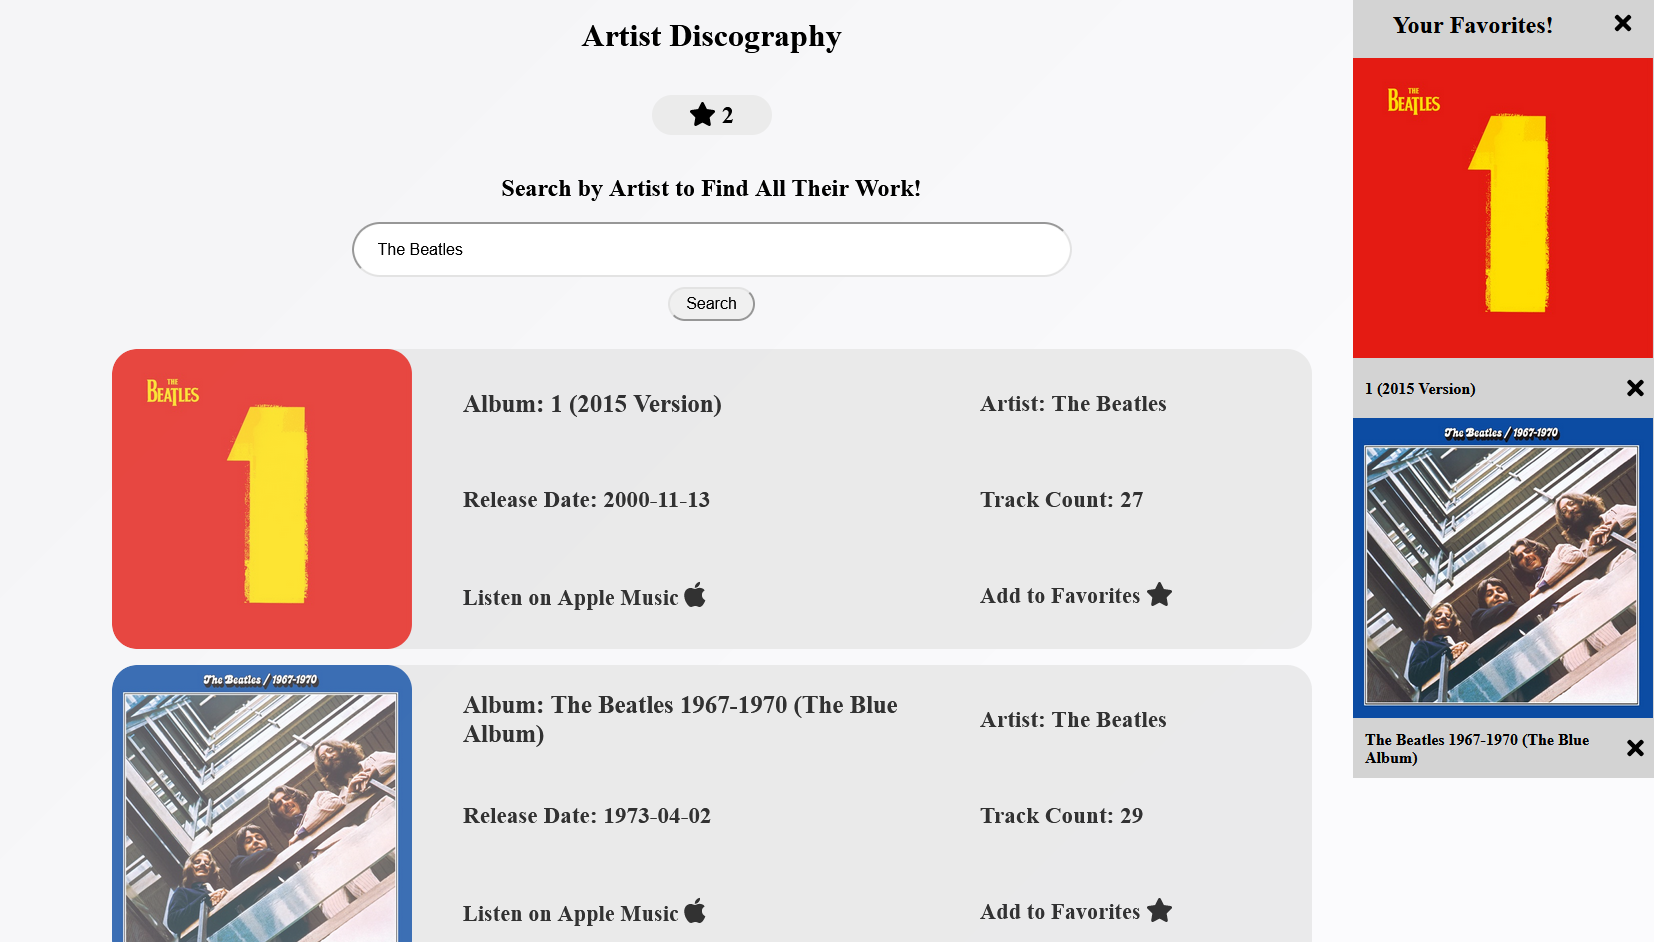 Artist Discography
2
Search by Artist to Find All Their Work!
The Beatles
Search
THE
BEATLES
1
Album: 1 (2015 Version)
Artist: The Beatles
Release Date: 2000-11-13
Track Count: 27
Listen on Apple Music
Add to Favorites
The Beatles / 1967-1970
Album: The Beatles 1967-1970 (The Blue
Album)
Artist: The Beatles
Release Date: 1973-04-02
Track Count: 29
Listen on Apple Music
Add to Favorites
Your Favorites!
THE
BEATLES
1
1 (2015 Version)
The Beatles / 1967-1970
The Beatles 1967-1970 (The Blue
Album)